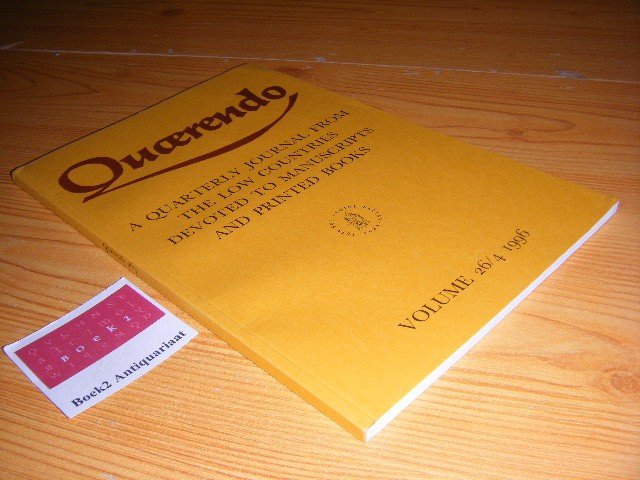 Quærendo
A QUARTERLY JOURNAL FROM
THE LOW COUNTRIES
DEVOTED TO MANUSCRIPTS
AND PRINTED BOOKS
VOLUME 26/4 1996
BOEK2
Boek2 Antiquariaat